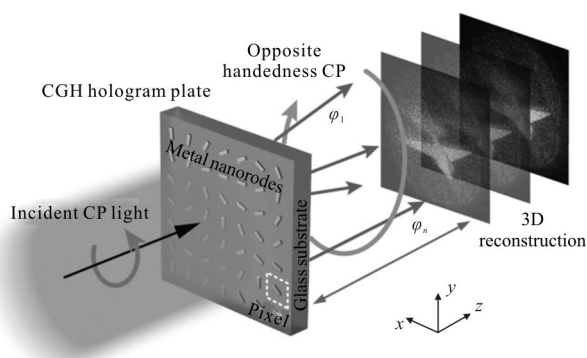 Opposite
handedness CP
CGH hologram plate
φ1
Metal nanorodes
Incident CP light
Glass substrate
φn
3D
reconstruction
Pixel
y
z
x